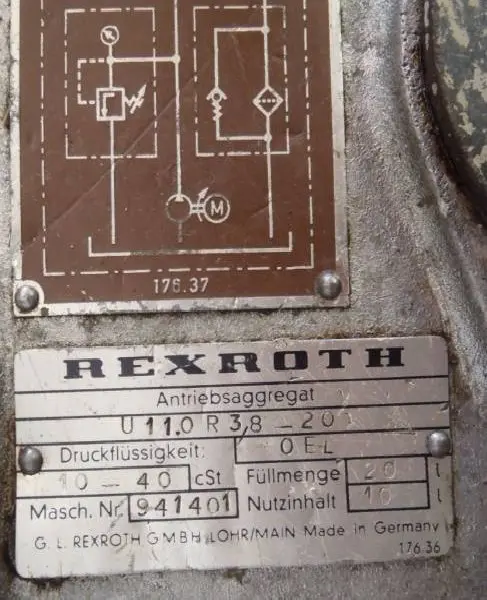 M
176.37
REXROTH
Antriebsaggregat
U 11.0 R 3,8 - 20
Druckflüssigkeit: OEL
10 - 40 cSt Füllmenge 20 l
Masch. Nr. 941401 Nutzinhalt 10 l
G. L. REXROTH GMBH LOHR/MAIN Made in Germany
176.36